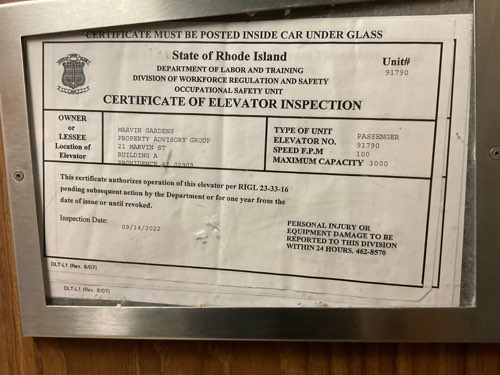 CERTIFICATE MUST BE POSTED INSIDE CAR UNDER GLASS
State of Rhode Island
DEPARTMENT OF LABOR AND TRAINING
DIVISION OF WORKFORCE REGULATION AND SAFETY
OCCUPATIONAL SAFETY UNIT
CERTIFICATE OF ELEVATOR INSPECTION
Unit#
91790
OWNER
or
LESSEE
Location of
Elevator
MARVIN GARDENS
PROPERTY ADVISORY GROUP
21 MARVIN ST
BUILDING A
PROVIDENCE RI 02909
TYPE OF UNIT PASSENGER
ELEVATOR NO. 91790
SPEED F.P.M 100
MAXIMUM CAPACITY 3000
This certificate authorizes operation of this elevator per RIGL 23-33-16
pending subsequent action by the Department or for one year from the
date of issue or until revoked.
Inspection Date:
09/14/2022
PERSONAL INJURY or
EQUIPMENT DAMAGE TO BE
REPORTED TO THIS DIVISION
WITHIN 24 HOURS. 462-8570
DLT-L1 (Rev. 8/07)
DLT-L1 (Rev. 8/07)